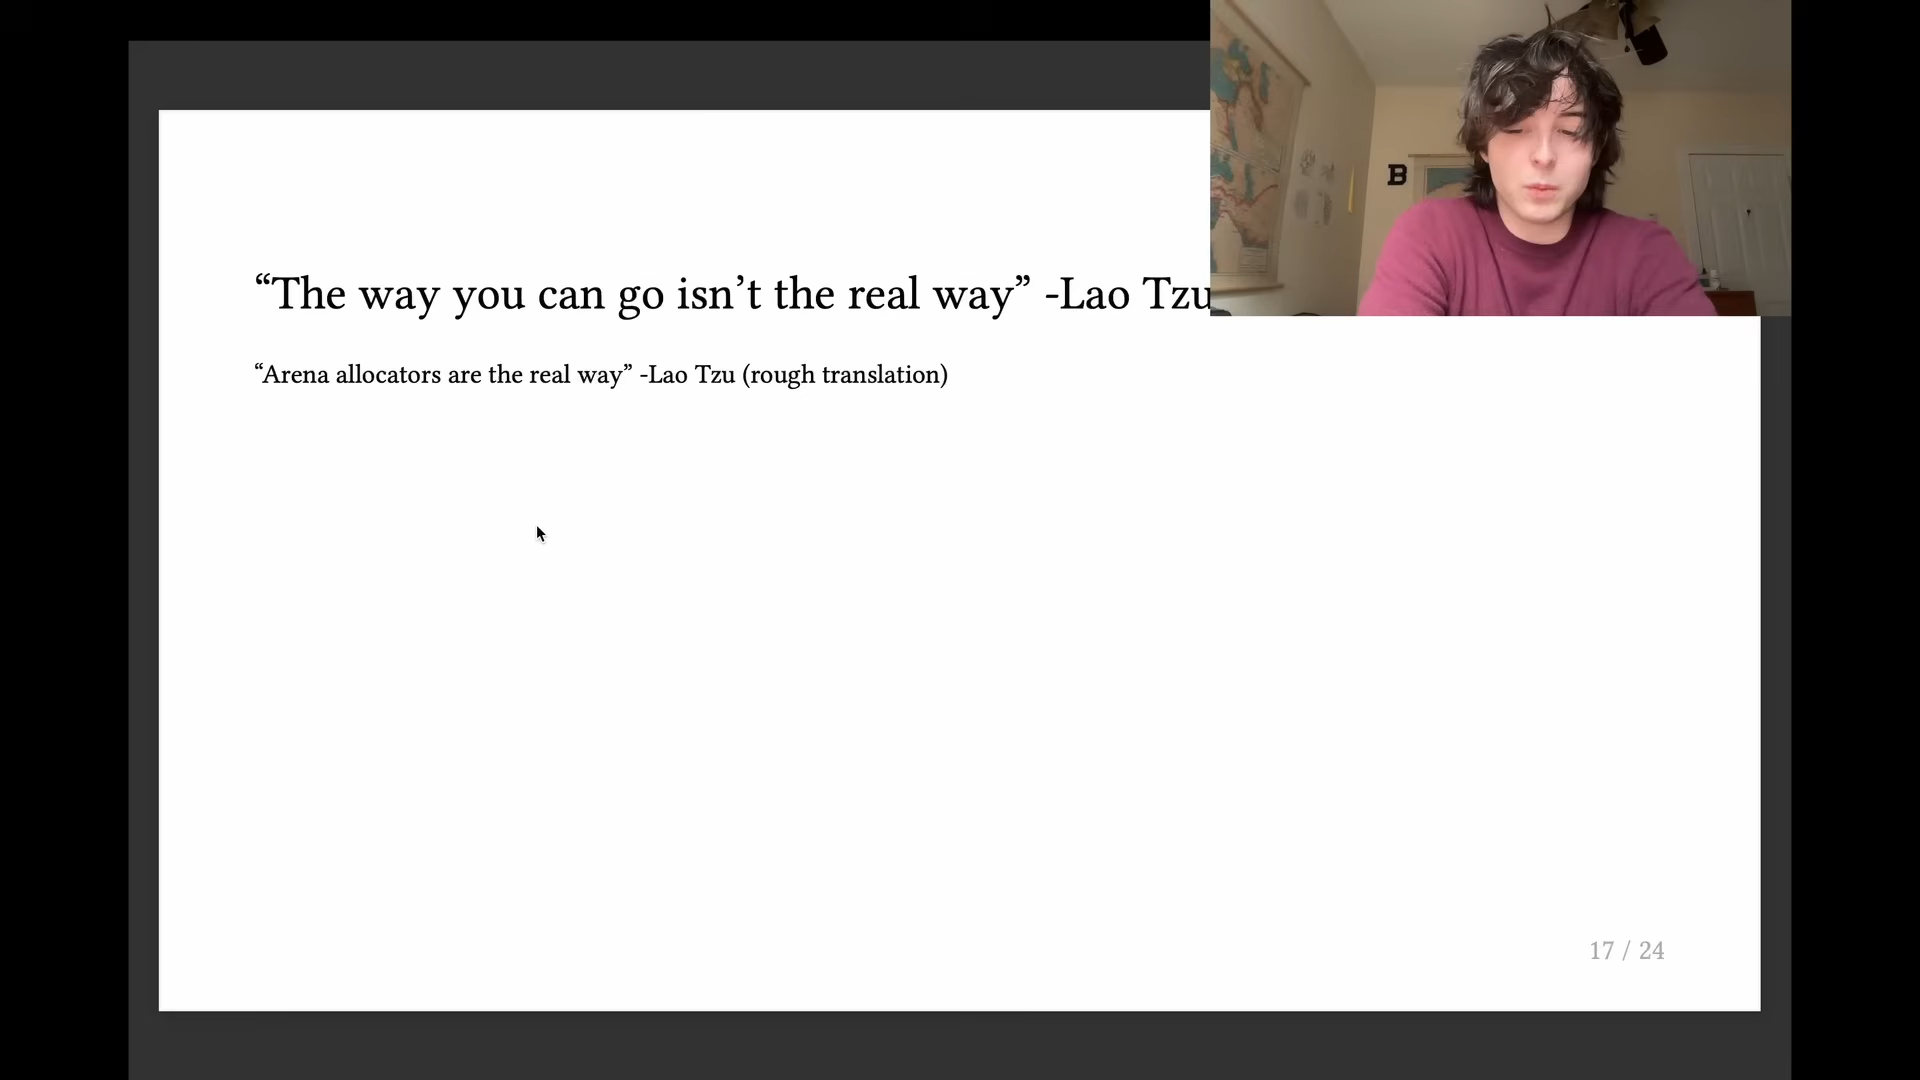 “The way you can go isn’t the real way” -Lao Tzu
“Arena allocators are the real way” -Lao Tzu (rough translation)
B
17 / 24